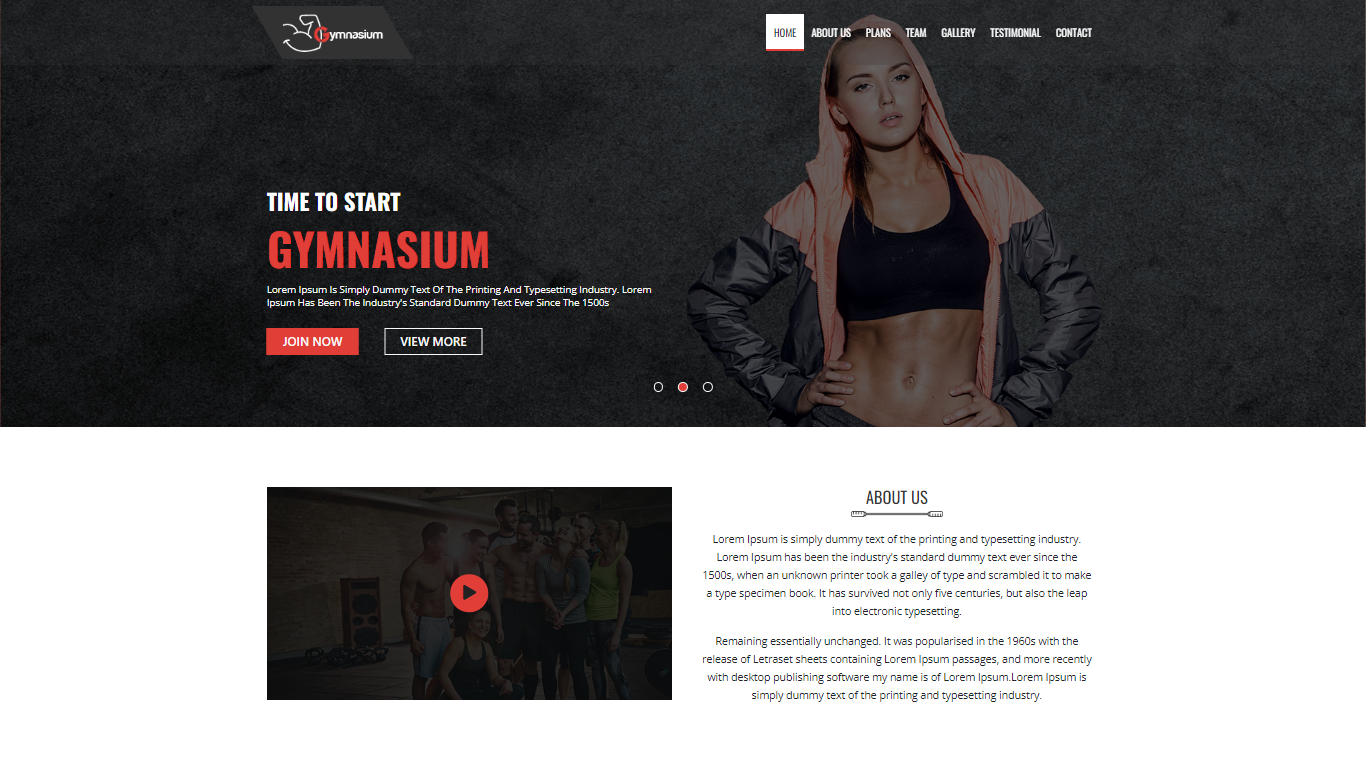 Gymnasium
HOME ABOUT US PLANS TEAM GALLERY TESTIMONIAL CONTACT
TIME TO START
GYMNASIUM
Lorem Ipsum Is Simply Dummy Text Of The Printing And Typesetting Industry. Lorem
Ipsum Has Been The Industry's Standard Dummy Text Ever Since The 1500s
JOIN NOW VIEW MORE
ABOUT US
Lorem Ipsum is simply dummy text of the printing and typesetting industry.
Lorem Ipsum has been the industry's standard dummy text ever since the
1500s, when an unknown printer took a galley of type and scrambled it to make
a type specimen book. It has survived not only five centuries, but also the leap
into electronic typesetting.
Remaining essentially unchanged. It was popularised in the 1960s with the
release of Letraset sheets containing Lorem Ipsum passages, and more recently
with desktop publishing software my name is of Lorem Ipsum.Lorem Ipsum is
simply dummy text of the printing and typesetting industry.